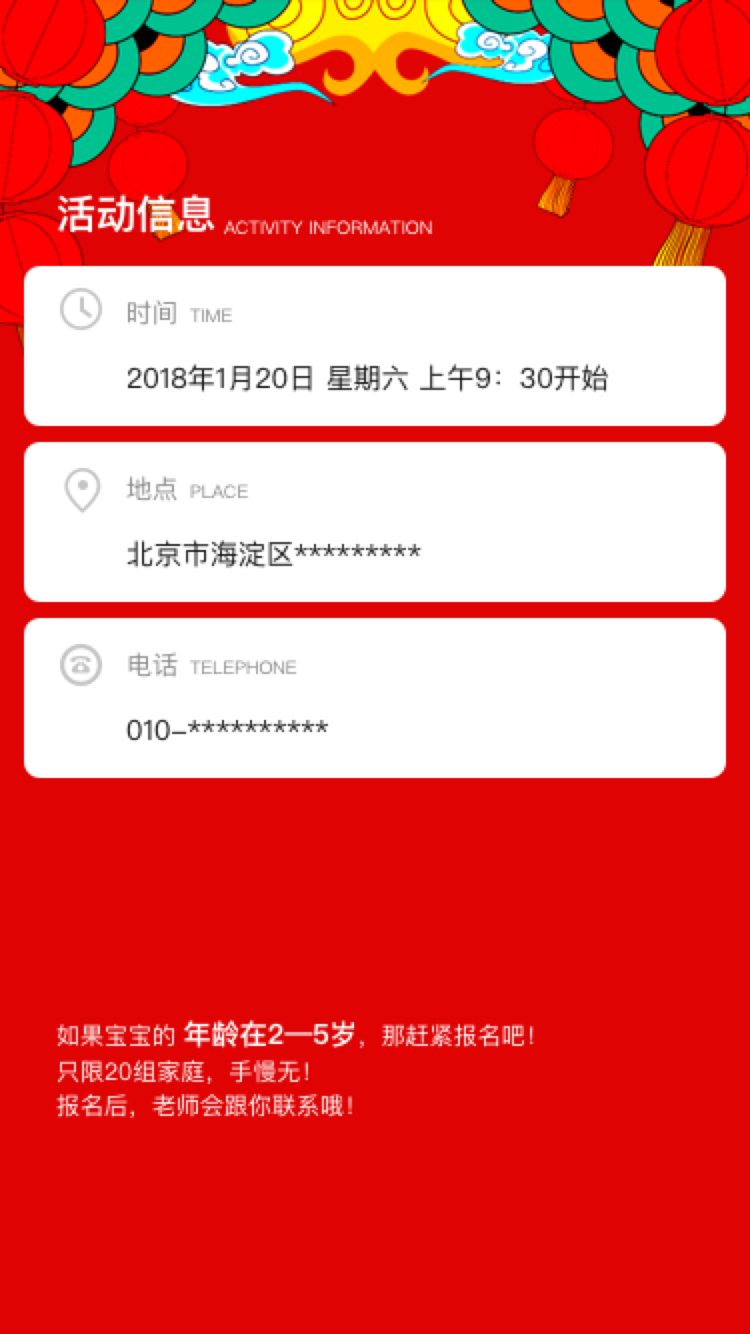 活动信息 ACTIVITY INFORMATION
时间 TIME
2018年1月20日 星期六 上午9：30开始
地点 PLACE
北京市海淀区*********
电话 TELEPHONE
010-**********
如果宝宝的 年龄在2—5岁，那赶紧报名吧！
只限20组家庭，手慢无！
报名后，老师会跟你联系哦！